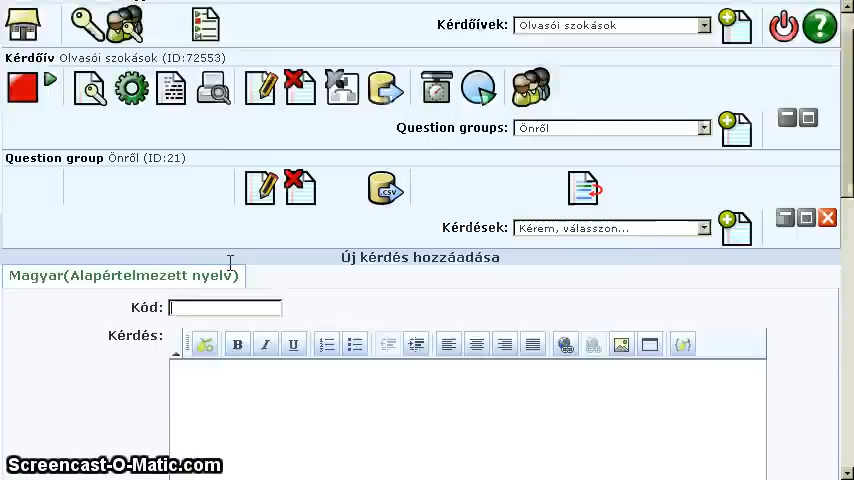 Kérdőívek: Olvasói szokások
Kérdőív Olvasói szokások (ID:72553)
Question groups: Önről
Question group Önről (ID:21)
CSV
Kérdések: Kérem, válasszon...
Új kérdés hozzáadása
Magyar(Alapértelmezett nyelv)
Kód:
Kérdés:
B I U
Screencast-O-Matic.com